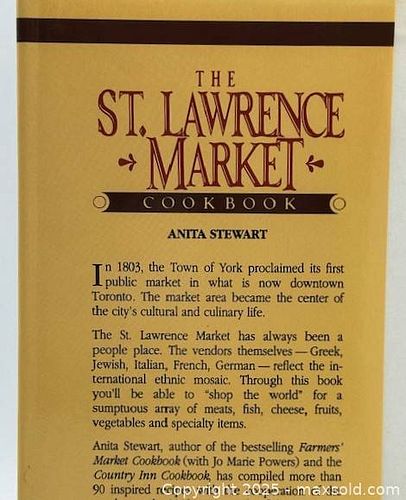 THE
ST. LAWRENCE
MARKET
COOKBOOK
ANITA STEWART
In 1803, the Town of York proclaimed its first
public market in what is now downtown
Toronto. The market area became the center of
the city's cultural and culinary life.
The St. Lawrence Market has always been a
people place. The vendors themselves — Greek,
Jewish, Italian, French, German — reflect the in-
ternational ethnic mosaic. Through this book
you'll be able to "shop the world" for a
sumptuous array of meats, fish, cheese, fruits,
vegetables and specialty items.
Anita Stewart, author of the bestselling Farmers'
Market Cookbook (with Jo Marie Powers) and the
Country Inn Cookbook, has compiled more than
90 inspired
Copyright 2025 - maxsold.com